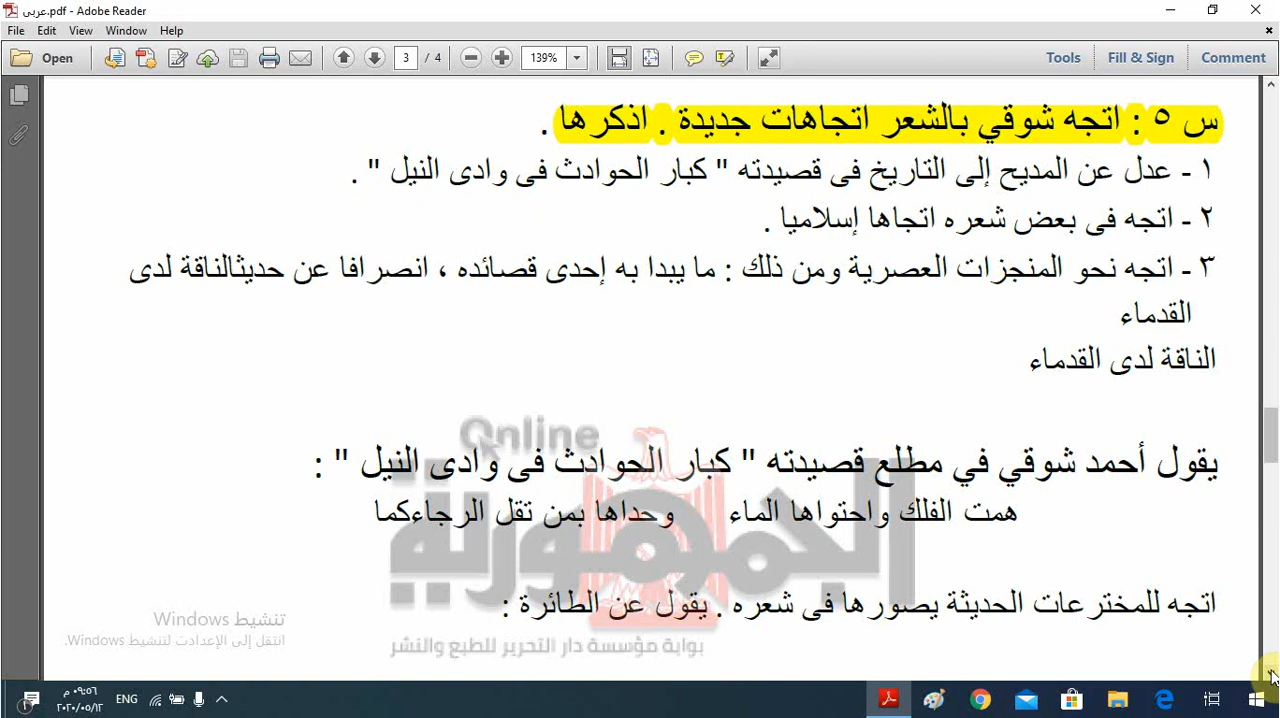 عربى.pdf - Adobe Reader
File Edit View Window Help
Open 3 / 4 139% Tools Fill & Sign Comment
س ٥ : اتجه شوقي بالشعر اتجاهات جديدة . اذكرها .
١ - عدل عن المديح إلى التاريخ فى قصيدته " كبار الحوادث فى وادى النيل " .
٢ - اتجه فى بعض شعره اتجاها إسلاميا .
٣ - اتجه نحو المنجزات العصرية ومن ذلك : ما يبدا به إحدى قصائده ، انصرافا عن حديثالناقة لدى
القدماء
الناقة لدى القدماء
Online
الجمهورية
يقول أحمد شوقي في مطلع قصيدته " كبار الحوادث فى وادى النيل " :
همت الفلك واحتواها الماء وحداها بمن تقل الرجاءكما
اتجه للمخترعات الحديثة يصورها فى شعره . يقول عن الطائرة :
بوابة مؤسسة دار التحرير للطبع والنشر
تنشيط Windows
انتقل إلى الإعدادات لتنشيط Windows.
ENG ٠٩:٥٦ م
٢٠٢٠/٠٥/١٢